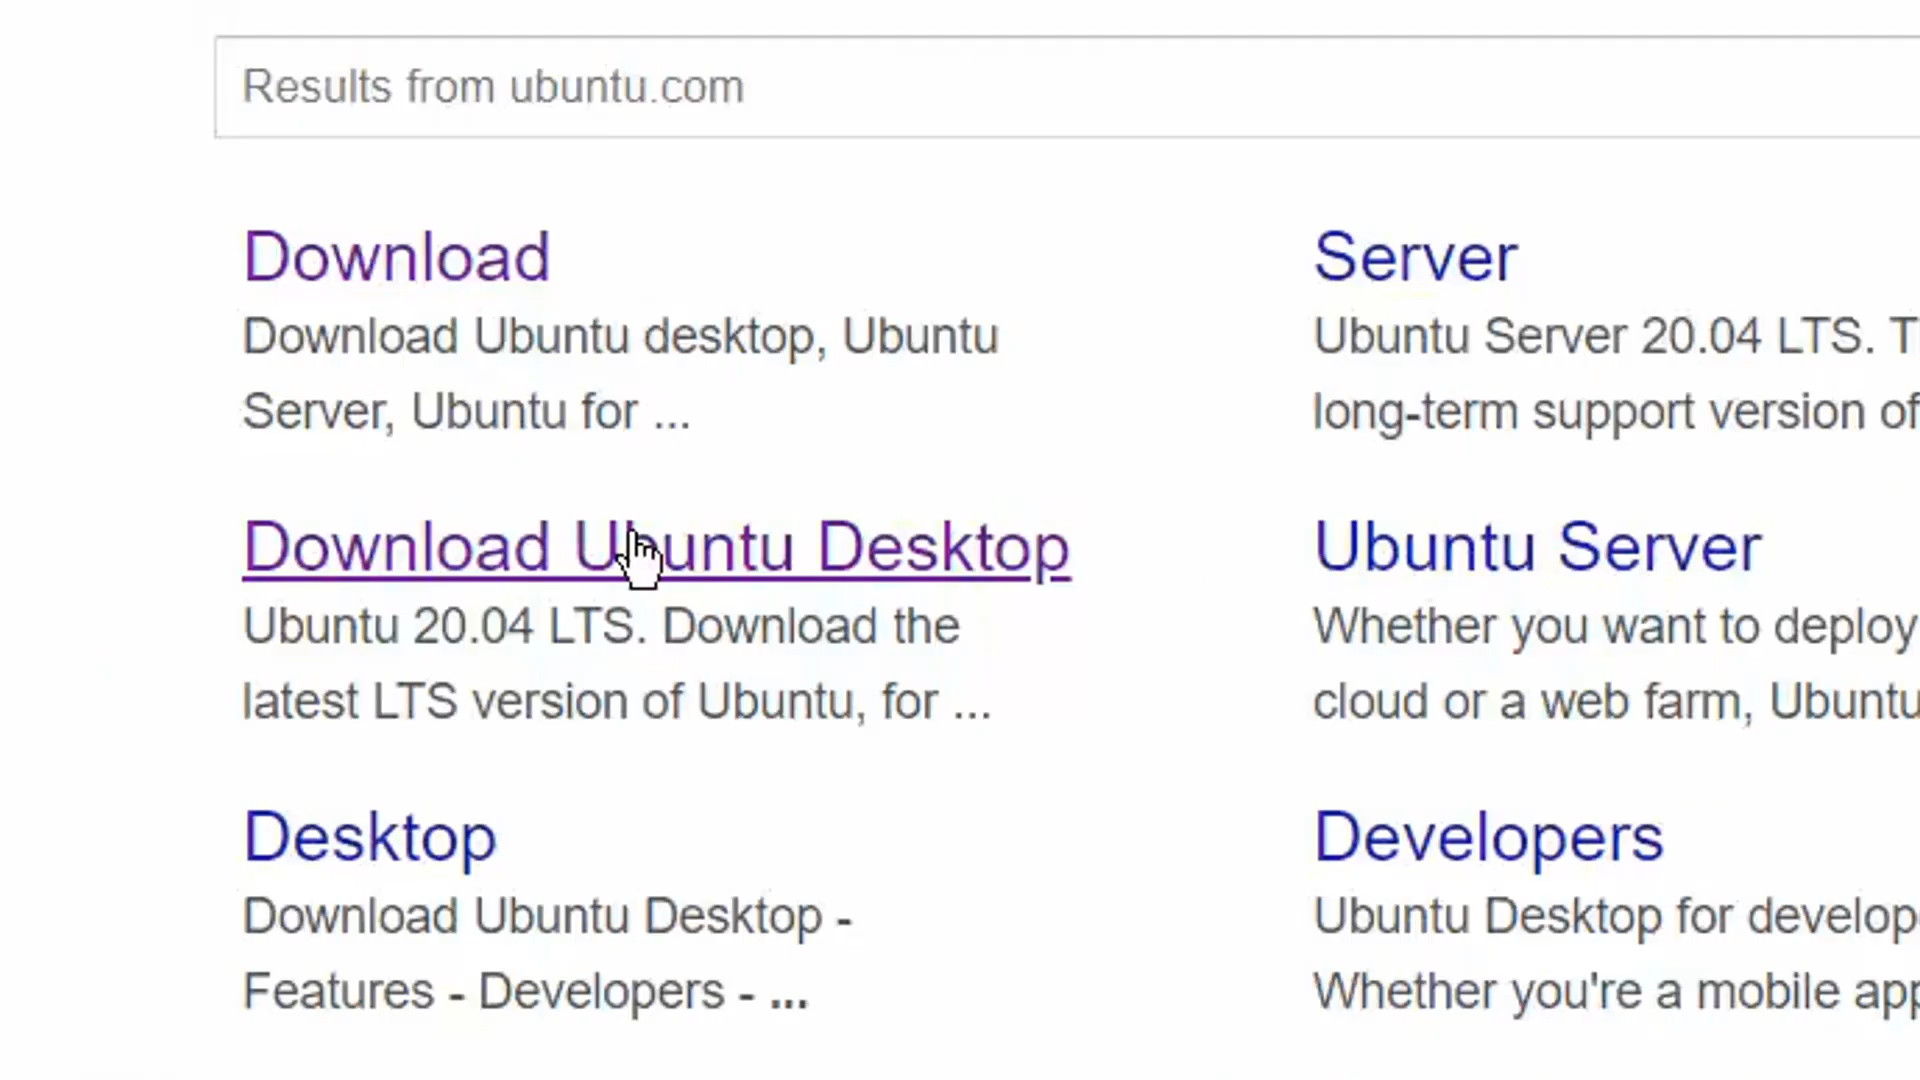 Results from ubuntu.com
Download
Download Ubuntu desktop, Ubuntu
Server, Ubuntu for ...
Server
Ubuntu Server 20.04 LTS. T
long-term support version of
Download Ubuntu Desktop
Ubuntu 20.04 LTS. Download the
latest LTS version of Ubuntu, for ...
Ubuntu Server
Whether you want to deploy
cloud or a web farm, Ubuntu
Desktop
Download Ubuntu Desktop -
Features - Developers - ...
Developers
Ubuntu Desktop for develop
Whether you're a mobile app